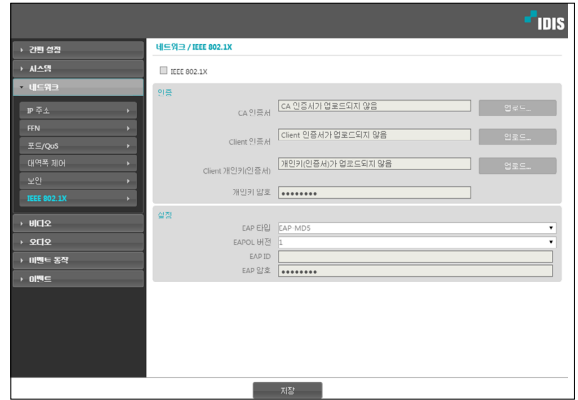 IDIS
간편 설정
시스템
네트워크
IP 주소
FEN
포트/QoS
대역폭 제어
보안
IEEE 802.1X
비디오
오디오
이벤트 동작
이벤트
네트워크 / IEEE 802.1X
IEEE 802.1X
인증
CA 인증서 CA 인증서가 업로드되지 않음 업로드...
Client 인증서 Client 인증서가 업로드되지 않음 업로드...
Client 개인키(인증서) 개인키(인증서)가 업로드되지 않음 업로드...
개인키 암호 ●●●●●●●●
설정
EAP 타입 EAP-MD5
EAPOL 버전 1
EAP ID
EAP 암호 ●●●●●●●●
저장